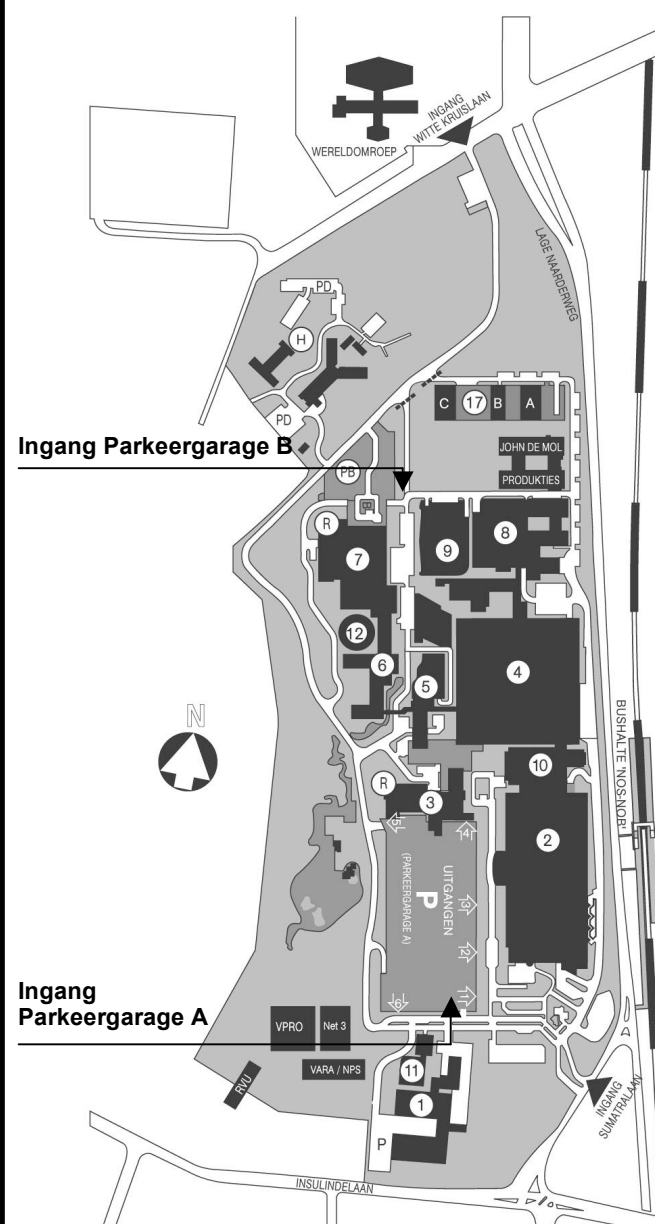 INGANG
WITTE KRUISLAAN
WERELDOMROEP
LAGE NAARDERWEG
PD
H
PD
C
17
B
A
JOHN DE MOL
PRODUKTIES
Ingang Parkeergarage B
PB
R
7
9
8
12
6
5
4
N
BUSHALTE 'NOS-NOB'
10
R
3
2
5
4
UITGANGEN
P
(PARKEERGARAGE A)
3
2
1
6
Ingang
Parkeergarage A
VPRO
Net 3
VARA / NPS
RVU
11
1
P
INGANG
SUMATRALAAN
INSULINDELAAN